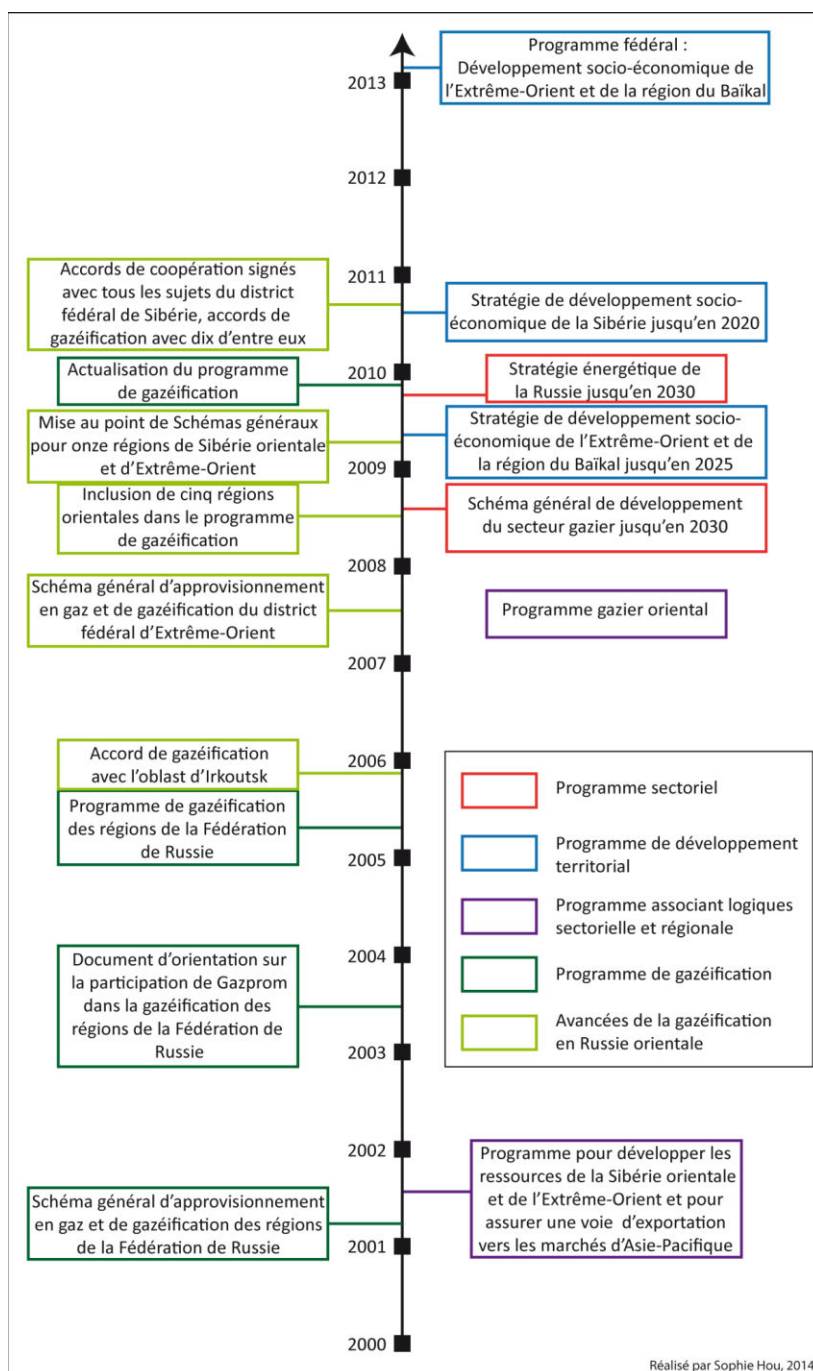 Programme fédéral :
Développement socio-économique de
l'Extrême-Orient et de la région du Baïkal
2013
2012
2011
Accords de coopération signés
avec tous les sujets du district
fédéral de Sibérie, accords de
gazéification avec dix d'entre eux
Stratégie de développement socio-
économique de la Sibérie jusqu'en 2020
2010
Actualisation du programme
de gazéification
Stratégie énergétique de
la Russie jusqu'en 2030
Mise au point de Schémas généraux
pour onze régions de Sibérie orientale
et d'Extrême-Orient
Stratégie de développement socio-
économique de l'Extrême-Orient et de
la région du Baïkal jusqu'en 2025
2009
Inclusion de cinq régions
orientales dans le programme
de gazéification
Schéma général de développement
du secteur gazier jusqu'en 2030
2008
Schéma général d'approvisionnement
en gaz et de gazéification du district
fédéral d'Extrême-Orient
Programme gazier oriental
2007
2006
Accord de gazéification
avec l'oblast d'Irkoutsk
Programme de gazéification
des régions de la Fédération
de Russie
2005
Programme sectoriel
Programme de développement
territorial
Programme associant logiques
sectorielle et régionale
Programme de gazéification
Avancées de la gazéification
en Russie orientale
2004
Document d'orientation sur
la participation de Gazprom
dans la gazéification des
régions de la Fédération de
Russie
2003
2002
Programme pour développer les
ressources de la Sibérie orientale
et de l'Extrême-Orient et pour
assurer une voie d'exportation
vers les marchés d'Asie-Pacifique
Schéma général d'approvisionnement
en gaz et de gazéification des régions
de la Fédération de Russie
2001
2000
Réalisé par Sophie Hou, 2014